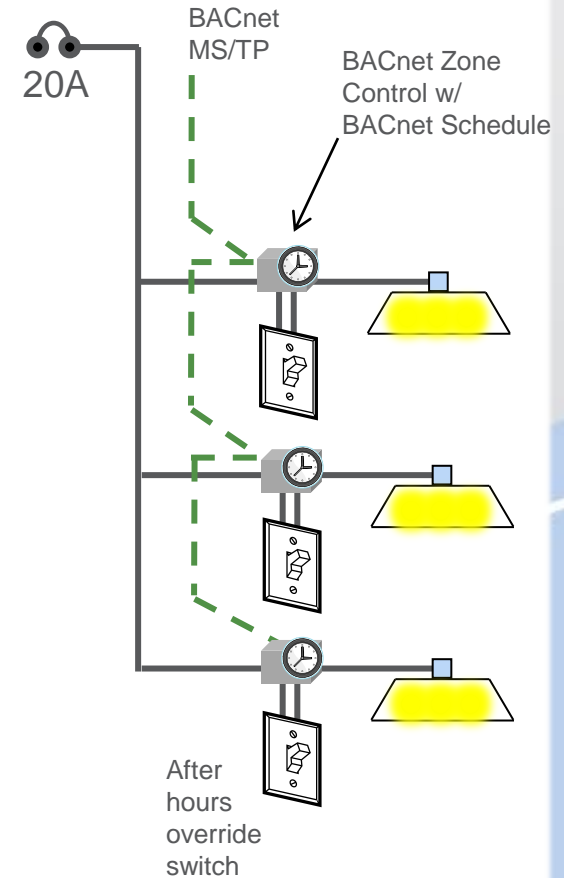 BACnet
MS/TP
BACnet Zone
Control w/
BACnet Schedule
20A
After
hours
override
switch